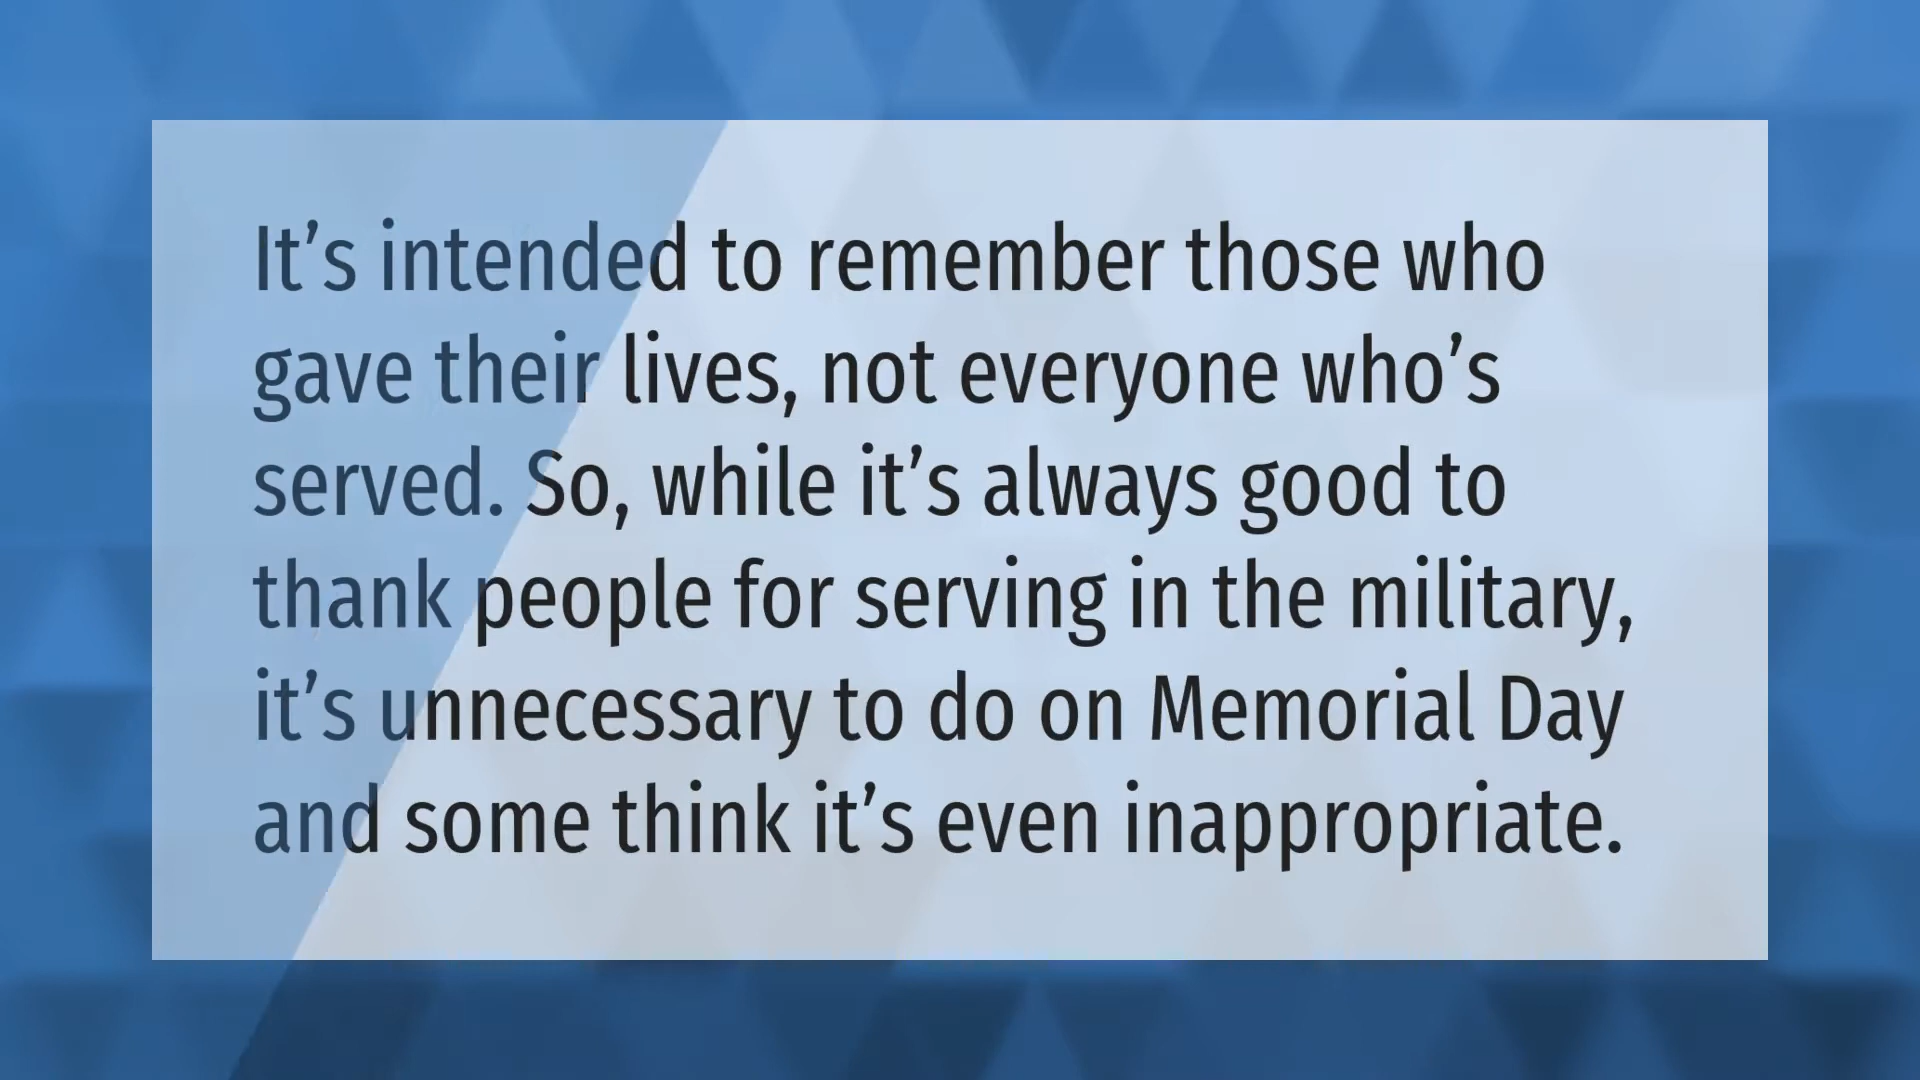 It’s intended to remember those who
gave their lives, not everyone who’s
served. So, while it’s always good to
thank people for serving in the military,
it’s unnecessary to do on Memorial Day
and some think it’s even inappropriate.